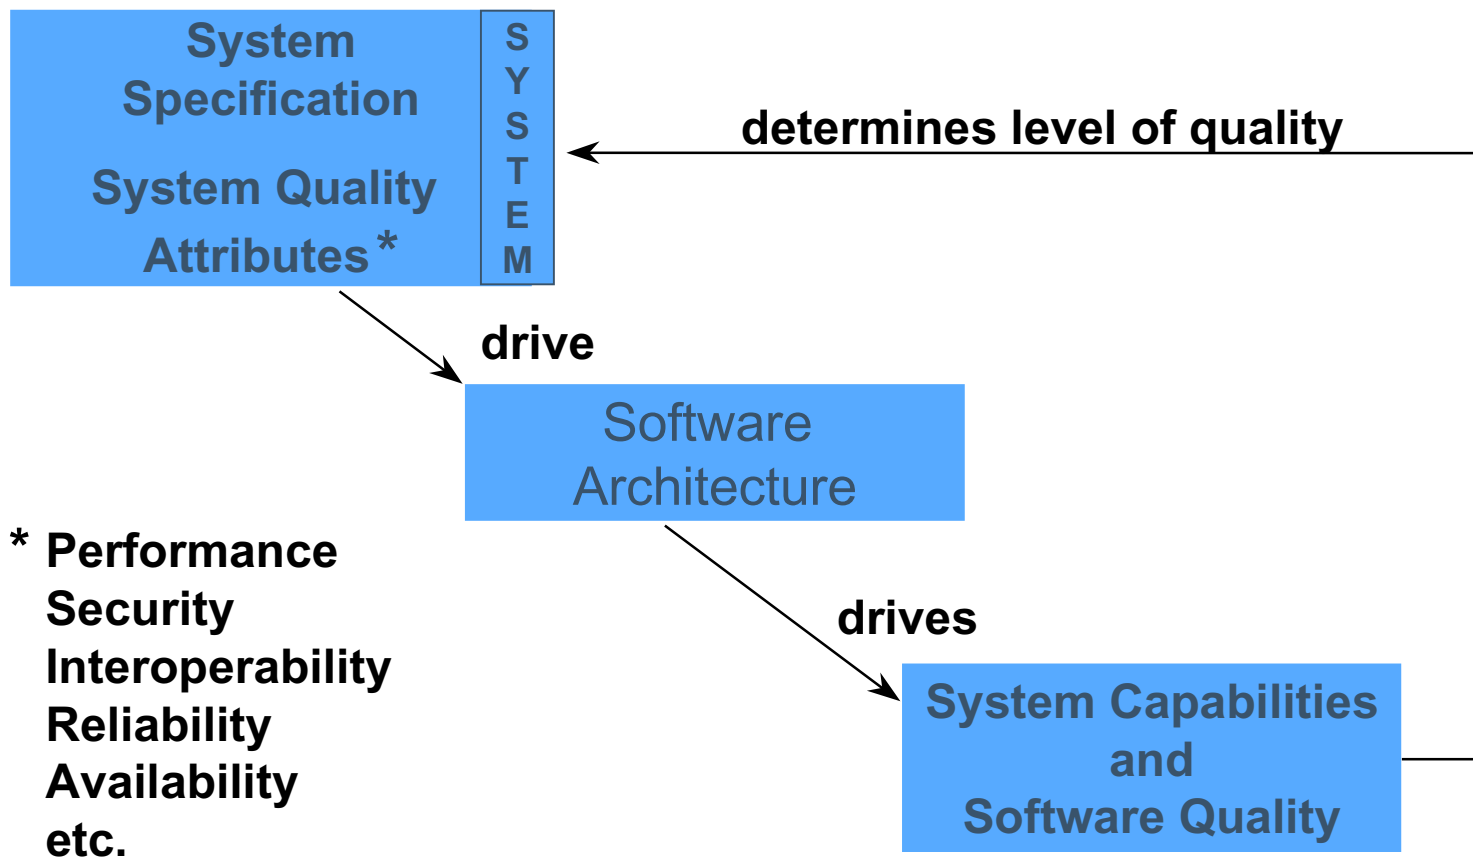 System
Specification
System Quality
Attributes *
S
Y
S
T
E
M
determines level of quality
drive
Software
Architecture
* Performance
Security
Interoperability
Reliability
Availability
etc.
drives
System Capabilities
and
Software Quality